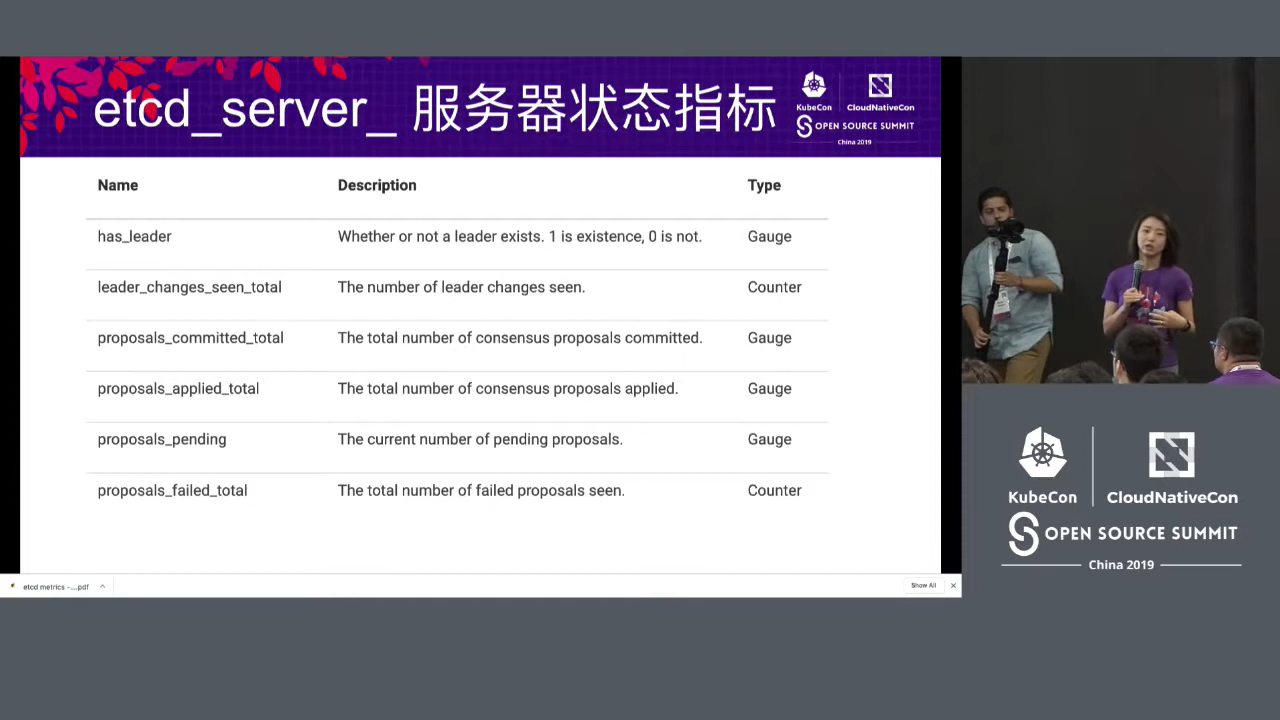 etcd_server_ 服务器状态指标
KubeCon
CloudNativeCon
OPEN SOURCE SUMMIT
China 2019
Name Description Type
has_leader Whether or not a leader exists. 1 is existence, 0 is not. Gauge
leader_changes_seen_total The number of leader changes seen. Counter
proposals_committed_total The total number of consensus proposals committed. Gauge
proposals_applied_total The total number of consensus proposals applied. Gauge
proposals_pending The current number of pending proposals. Gauge
proposals_failed_total The total number of failed proposals seen. Counter
etcd metrics -....pdf
Show All
KubeCon
CloudNativeCon
OPEN SOURCE SUMMIT
China 2019